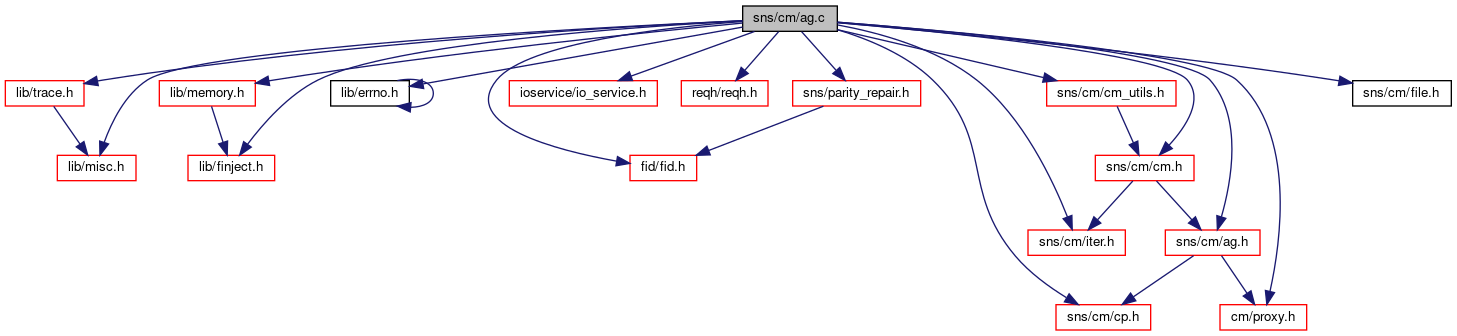 sns/cm/ag.c
lib/trace.h
lib/memory.h
lib/errno.h
ioservice/io_service.h
reqh/reqh.h
sns/parity_repair.h
sns/cm/cm_utils.h
sns/cm/file.h
lib/misc.h
lib/finject.h
fid/fid.h
sns/cm/cm.h
sns/cm/iter.h
sns/cm/ag.h
sns/cm/cp.h
cm/proxy.h